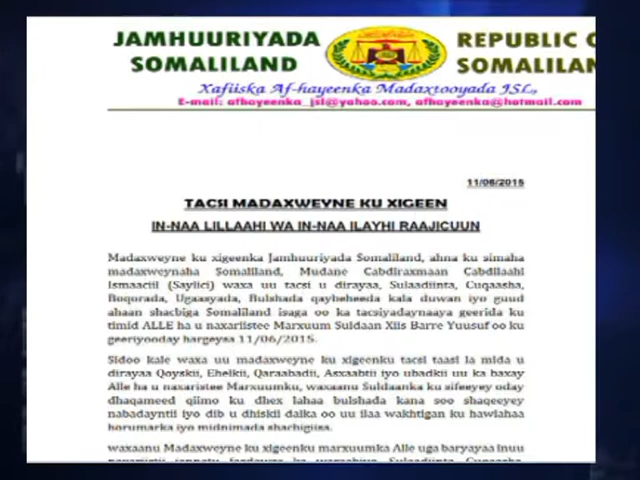 JAMHUURIYADA
SOMALILAND
REPUBLIC
SOMALILAN
Xafiiska Af-hayeenka Madaxtooyada JSL,
E-mail: afhayeenka_jsl@yahoo.com, afhayeenka@hotmail.com
11/06/2015
TACSI MADAXWEYNE KU XIGEEN
IN-NAA LILLAAHI WA IN-NAA ILAYHI RAAJICUUN
Madaxweyne ku xigeenka Jamhuuriyada Somaliland, ahna ku simaha
madaxweynaha Somaliland, Mudane Cabdiraxmaan Cabdilaahi
Ismaaciil (Saylici) waxa uu tacsi u dirayaa, Sulaadiinta, Cuqaasha,
Boqorada, Ugaasyada, Bulshada qaybeheeda kala duwan iyo guud
ahaan shacbiga Somaliland isaga oo ka tacsiyadaynaaya geerida ku
timid ALLE ha u naxariistee Marxuum Suldaan Xiis Barre Yuusuf oo ku
geeriyooday hargeysa 11/06/2015.
Sidoo kale waxa uu madaxweyne ku xigeenku tacsi taasi la mida u
dirayaa Qoyskii, Ehelkii, Qaraabadii, Asxaabtii iyo ubadkii uu ka baxay
Alle ha u naxaristee Marxuumku, waxaanu Suldaanka ku sifeeyey oday
dhaqameed qiimo ku dhex lahaa bulshada kana soo shaqeeyey
nabadayntii iyo dib u dhiskii dalka oo uu ilaa wakhtigan ku hawlahaa
horumarka iyo midnimada shacbigiisa.
waxaanu Madaxweyne ku xigeenku marxuumka Alle uga baryayaa inuu